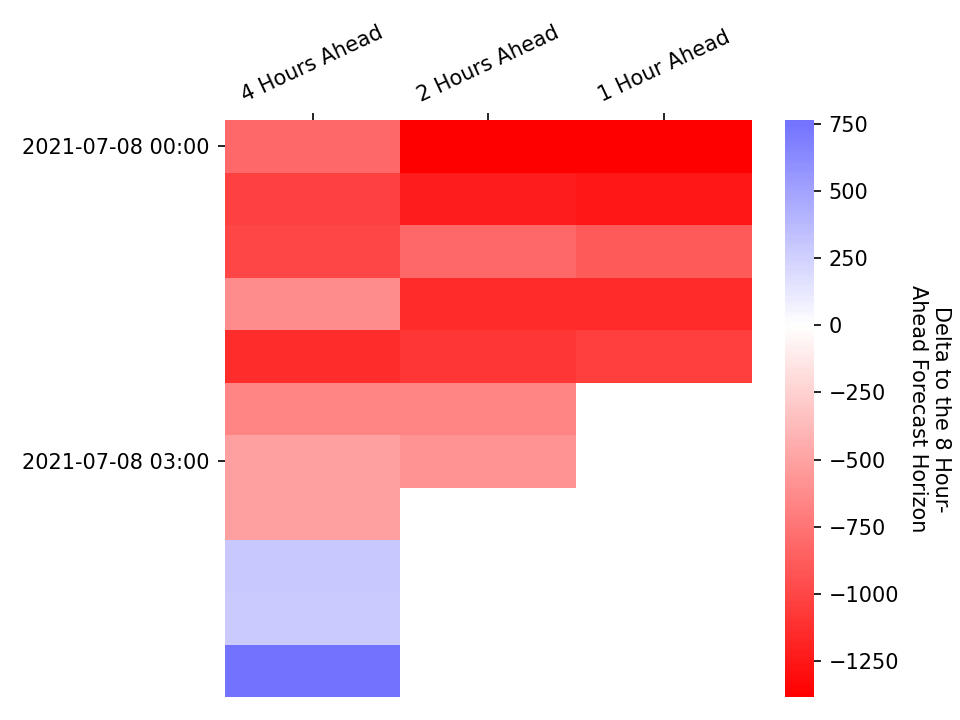 4 Hours Ahead
2 Hours Ahead
1 Hour Ahead
2021-07-08 00:00
2021-07-08 03:00
750
500
250
0
−250
−500
−750
−1000
−1250
Delta to the 8 Hour-
Ahead Forecast Horizon